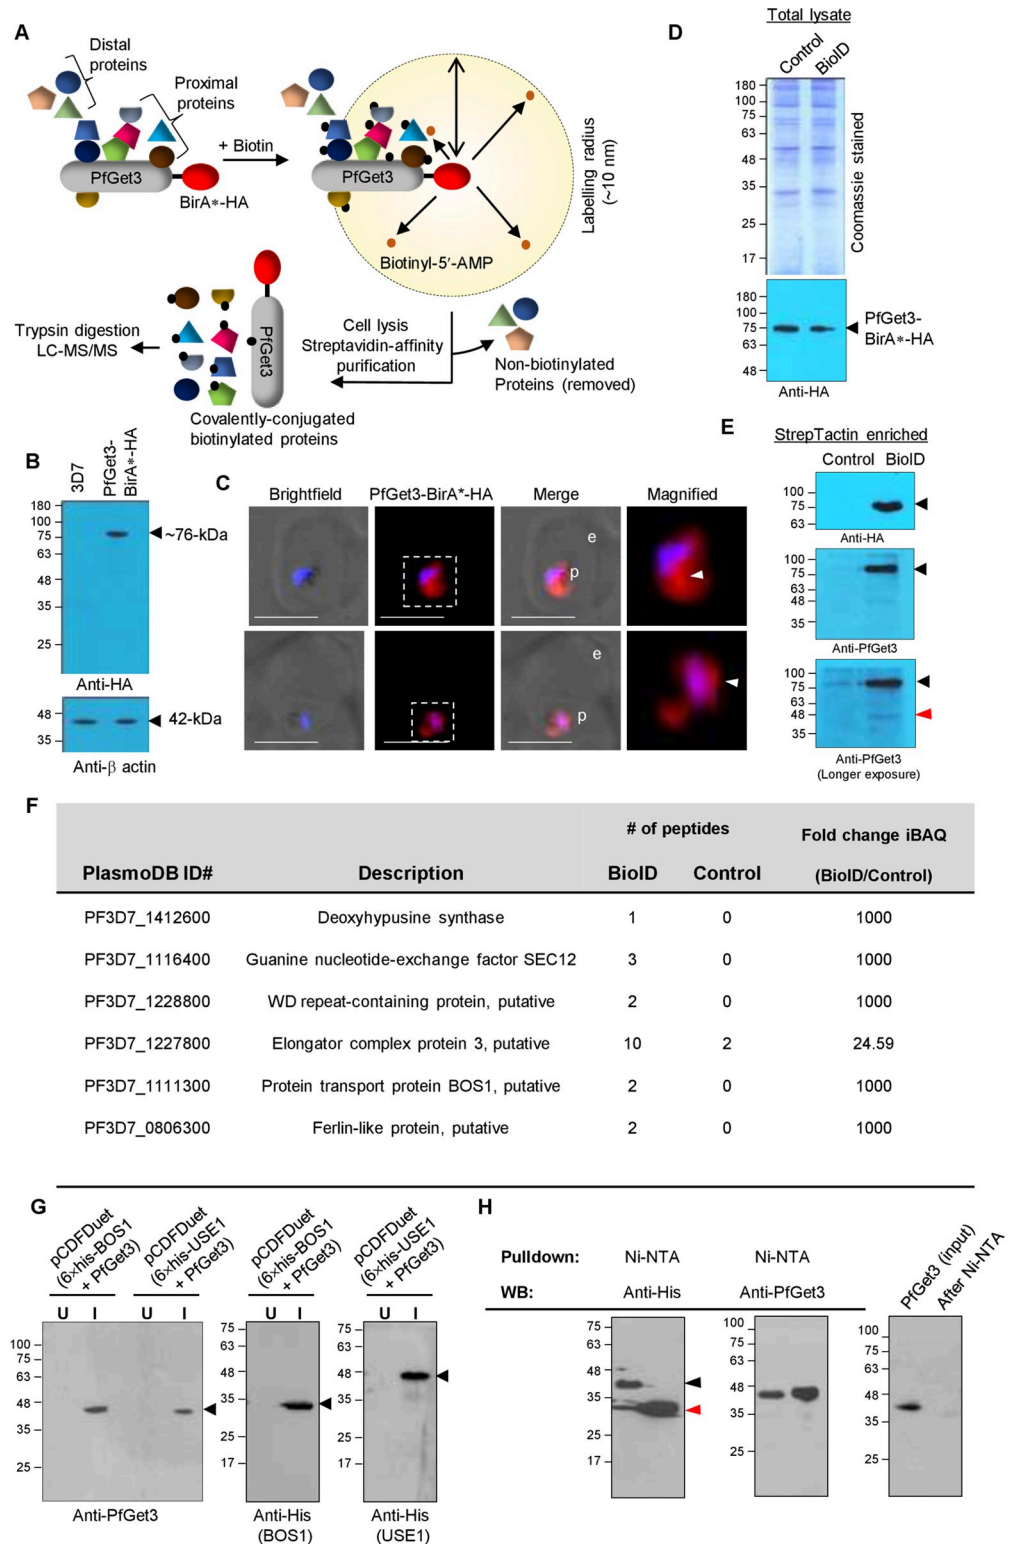 A
Distal
proteins
Proximal
proteins
+ Biotin
PfGet3
BirA*-HA
PfGet3
Labelling radius
(~10 nm)
Biotinyl-5′-AMP
Trypsin digestion
LC-MS/MS
PfGet3
Cell lysis
Streptavidin-affinity
purification
Non-biotinylated
Proteins (removed)
Covalently-conjugated
biotinylated proteins
B
3D7
PfGet3-
BirA*-HA
180
100
75
63
48
35
25
~76-kDa
Anti-HA
48
35
42-kDa
Anti-β actin
C
Brightfield
PfGet3-BirA*-HA
Merge
Magnified
e
p
e
p
D
Total lysate
Control
BioID
180
100
75
63
48
35
25
17
Coomassie stained
180
100
75
63
48
PfGet3-
BirA*-HA
Anti-HA
E
StrepTactin enriched
Control BioID
100
75
63
Anti-HA
100
75
63
48
35
Anti-PfGet3
100
75
63
48
35
Anti-PfGet3
(Longer exposure)
F
# of peptides
Fold change iBAQ
PlasmoDB ID# Description BioID Control (BioID/Control)
PF3D7_1412600 Deoxyhypusine synthase 1 0 1000
PF3D7_1116400 Guanine nucleotide-exchange factor SEC12 3 0 1000
PF3D7_1228800 WD repeat-containing protein, putative 2 0 1000
PF3D7_1227800 Elongator complex protein 3, putative 10 2 24.59
PF3D7_1111300 Protein transport protein BOS1, putative 2 0 1000
PF3D7_0806300 Ferlin-like protein, putative 2 0 1000
G
pCDFDuet
(6×his-BOS1
+ PfGet3)
pCDFDuet
(6×his-USE1
+ PfGet3)
pCDFDuet
(6×his-BOS1
+ PfGet3)
pCDFDuet
(6×his-USE1
+ PfGet3)
U I U I U I U I
100
75
63
48
35
25
Anti-PfGet3
75
63
48
35
25
17
Anti-His
(BOS1)
75
63
48
35
25
17
Anti-His
(USE1)
H
Pulldown: Ni-NTA Ni-NTA
WB: Anti-His Anti-PfGet3
PfGet3 (input)
After Ni-NTA
75
63
48
35
25
17
100
75
63
48
35
25
100
75
63
48
35
25